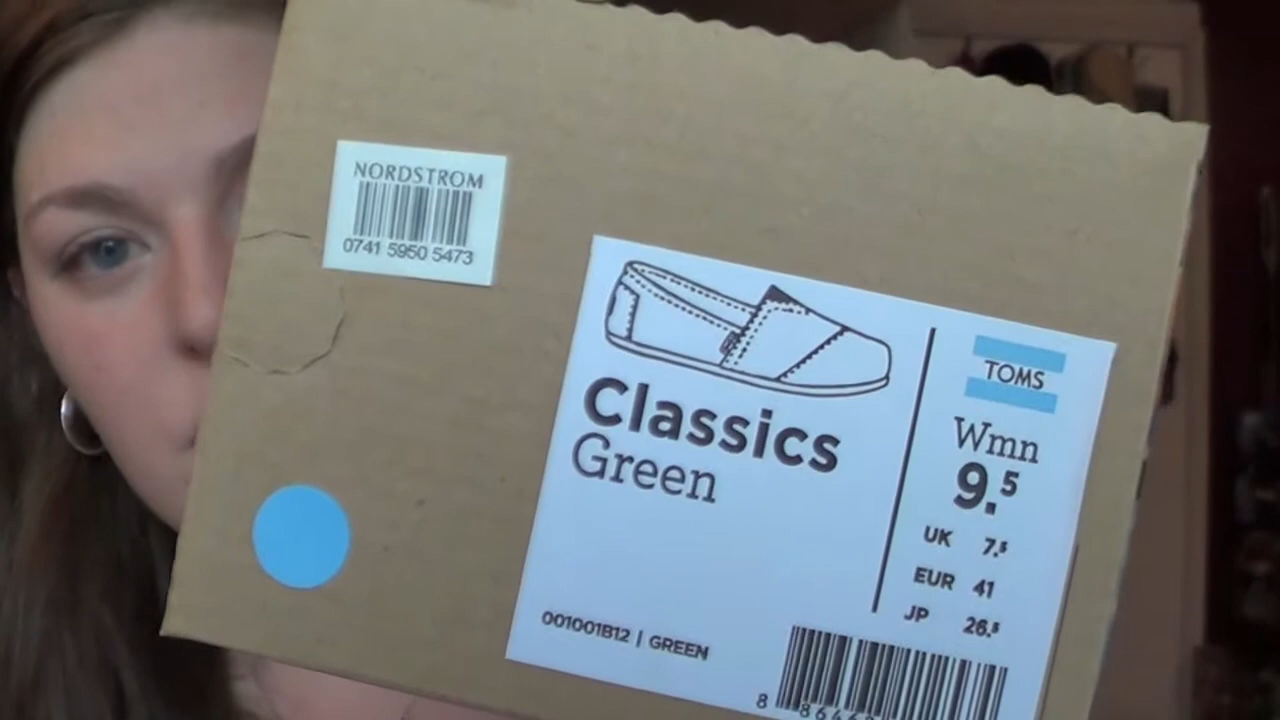 NORDSTROM
0741 5950 5473
Classics
Green
001001B12 | GREEN
TOMS
Wmn
9.5
UK 7.5
EUR 41
JP 26.5
8